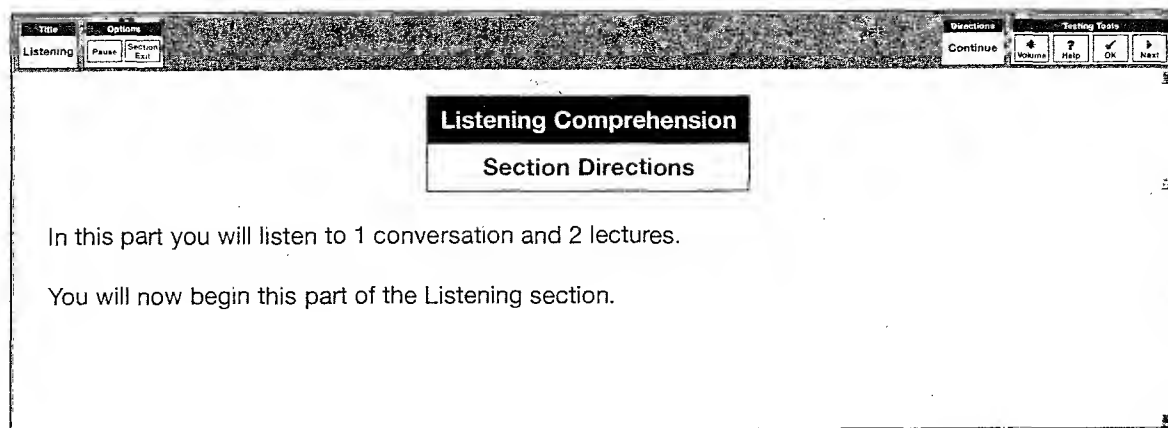 Title
Options
Directions
Testing Tools
Listening
Pause
Section
Exit
Continue
Volume
?
Help
OK
Next
Listening Comprehension
Section Directions
In this part you will listen to 1 conversation and 2 lectures.
You will now begin this part of the Listening section.